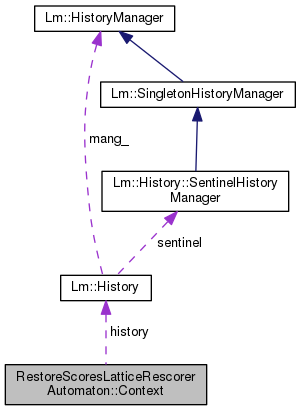 Lm::HistoryManager
Lm::SingletonHistoryManager
mang_
Lm::History::SentinelHistory
Manager
sentinel
Lm::History
history
RestoreScoresLatticeRescorer
Automaton::Context